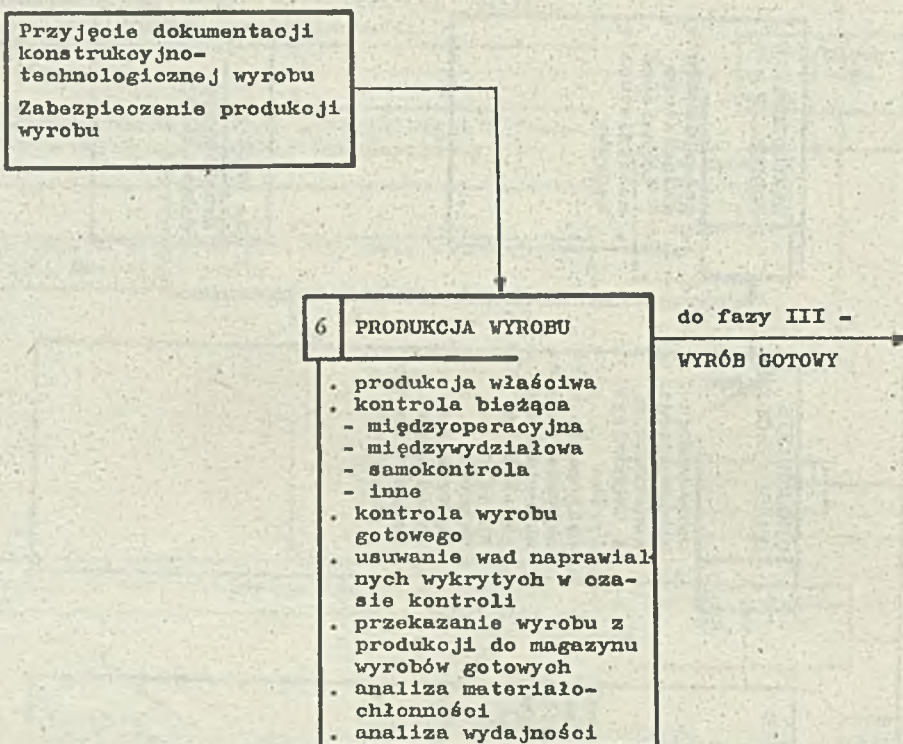 Przyjęcie dokumentacji
konstrukcyjno-
technologicznej wyrobu
Zabezpieczenie produkcji
wyrobu
6 PRODUKCJA WYROBU
do fazy III -
WYRÓB GOTOWY
. produkcja właściwa
. kontrola bieżąca
- międzyoperacyjna
- międzywydziałowa
- samokontrola
- inne
. kontrola wyrobu
gotowego
. usuwanie wad naprawial-
nych wykrytych w cza-
sie kontroli
. przekazanie wyrobu z
produkcji do magazynu
wyrobów gotowych
. analiza materiało-
chłonności
. analiza wydajności